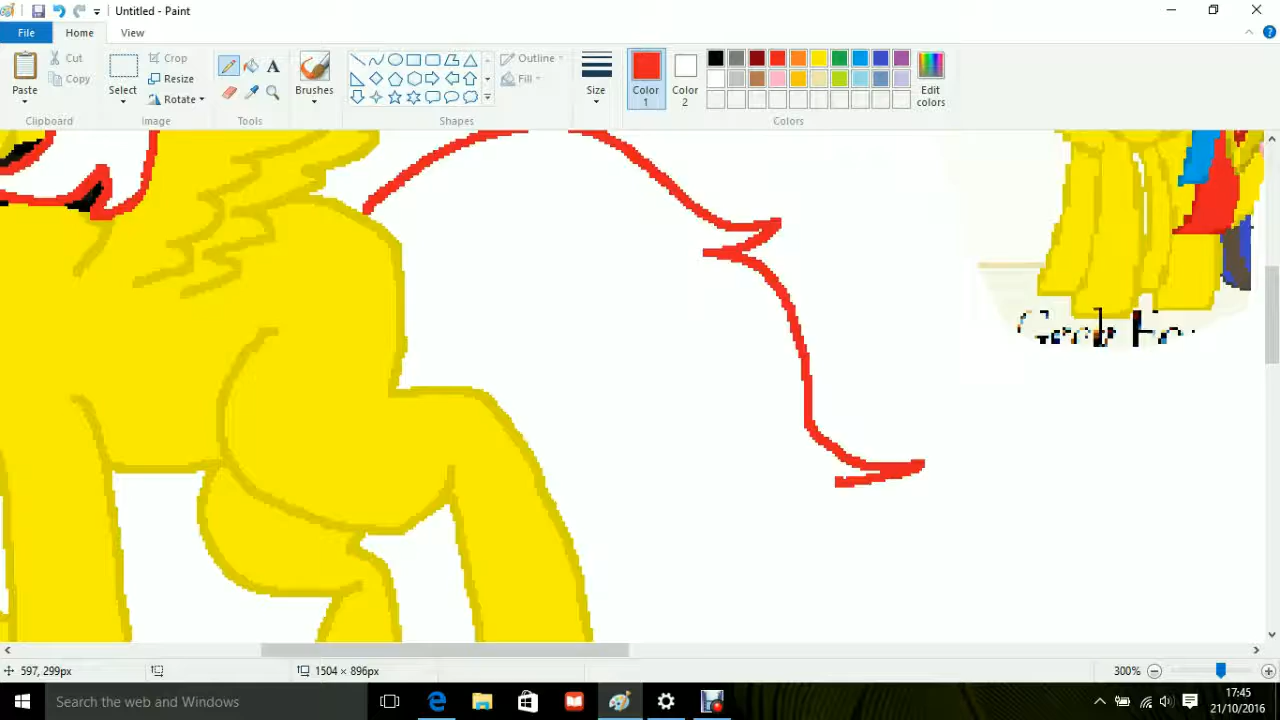 Untitled - Paint
File Home View
Paste
Cut
Copy
Clipboard
Select
Crop
Resize
Rotate
Image
Tools
Brushes
Shapes
Outline
Fill
Size
Color 1
Color 2
Colors
Edit colors
597, 299px
1504 × 896px
300%
Search the web and Windows
17:45
21/10/2016